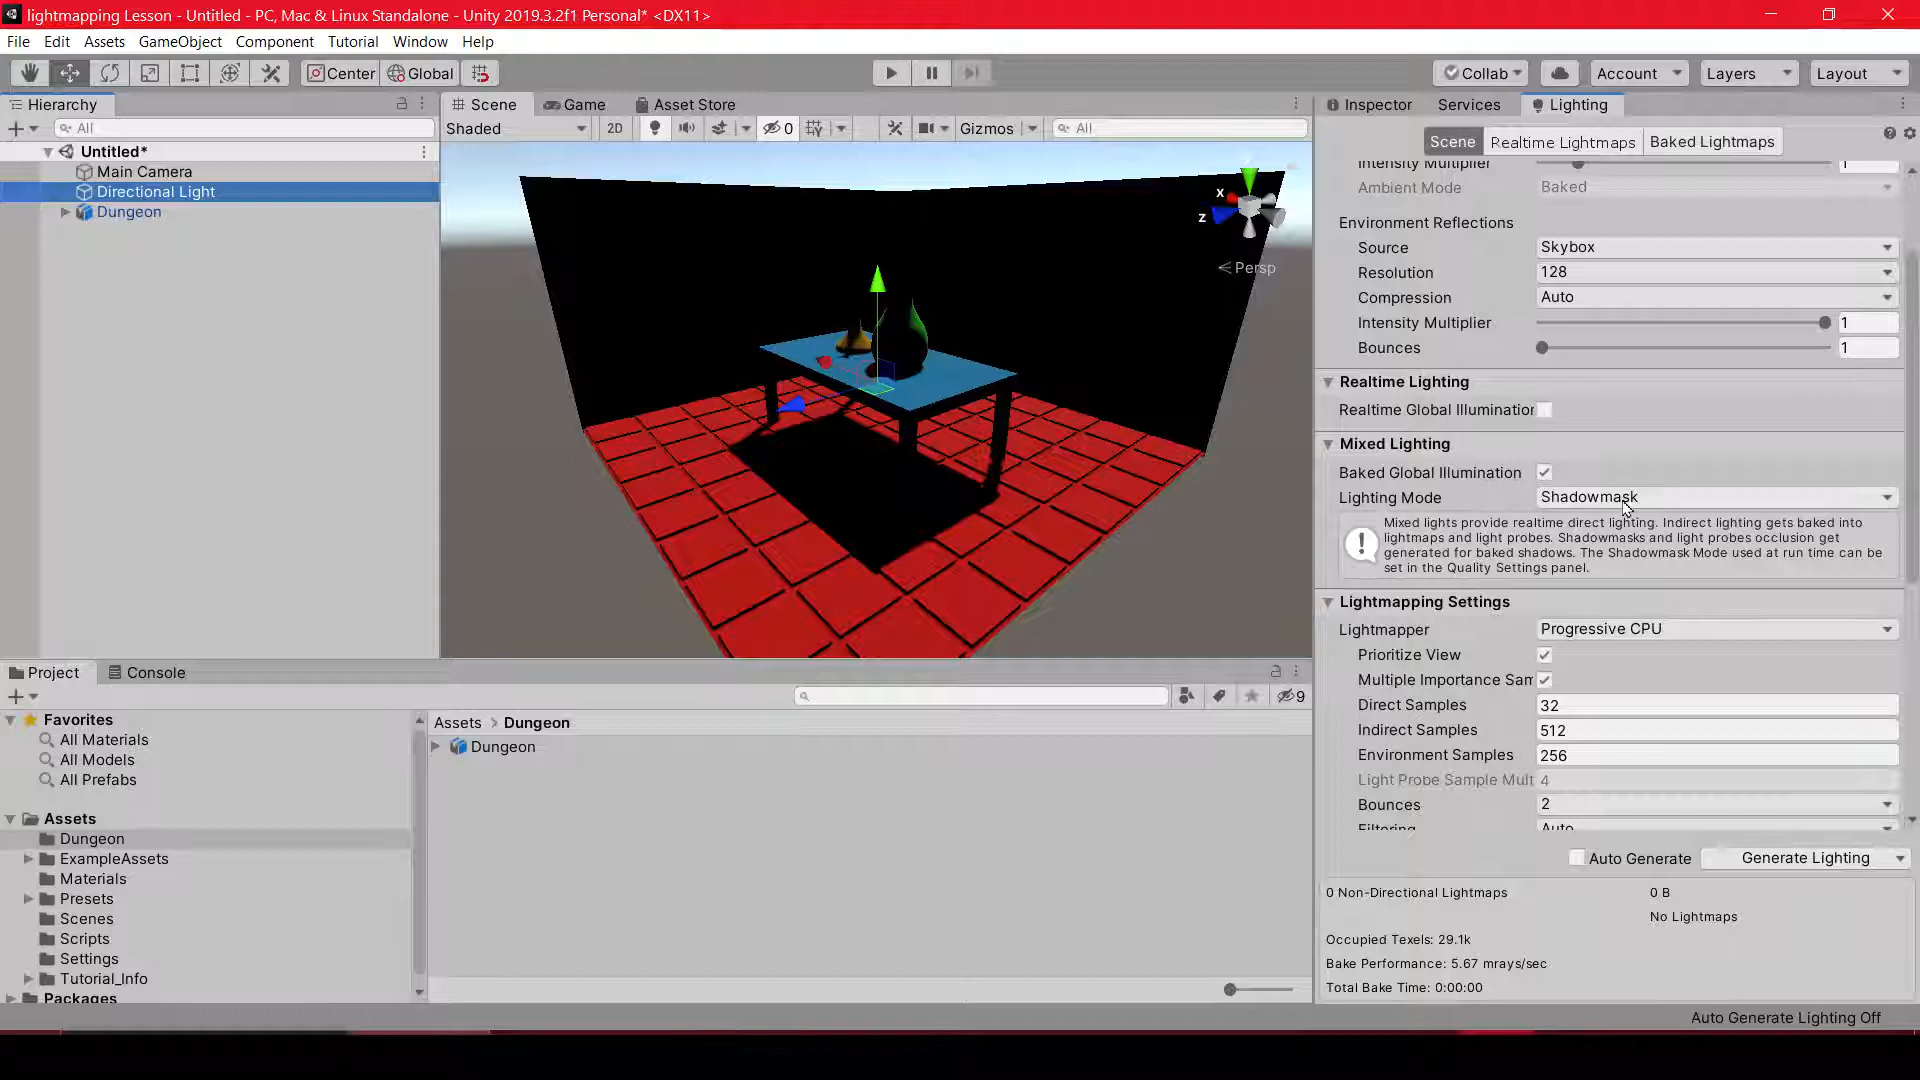 lightmapping Lesson - Untitled - PC, Mac & Linux Standalone - Unity 2019.3.2f1 Personal* <DX11>
File Edit Assets GameObject Component Tutorial Window Help
Center Global Collab Account Layers Layout
Hierarchy
All
Untitled*
Main Camera
Directional Light
Dungeon
Scene Game Asset Store
Shaded 2D 0 Gizmos All
x
z
< Persp
Inspector Services Lighting
Scene Realtime Lightmaps Baked Lightmaps
Intensity Multiplier 1
Ambient Mode Baked
Environment Reflections
Source Skybox
Resolution 128
Compression Auto
Intensity Multiplier 1
Bounces 1
Realtime Lighting
Realtime Global Illumination
Mixed Lighting
Baked Global Illumination
Lighting Mode Shadowmask
Mixed lights provide realtime direct lighting. Indirect lighting gets baked into
lightmaps and light probes. Shadowmasks and light probes occlusion get
generated for baked shadows. The Shadowmask Mode used at run time can be
set in the Quality Settings panel.
Lightmapping Settings
Lightmapper Progressive CPU
Prioritize View
Multiple Importance Sam
Direct Samples 32
Indirect Samples 512
Environment Samples 256
Light Probe Sample Mult 4
Bounces 2
Filtering Auto
Auto Generate Generate Lighting
0 Non-Directional Lightmaps 0 B
No Lightmaps
Occupied Texels: 29.1k
Bake Performance: 5.67 mrays/sec
Total Bake Time: 0:00:00
Auto Generate Lighting Off
Project Console
9
Favorites
All Materials
All Models
All Prefabs
Assets
Dungeon
ExampleAssets
Materials
Presets
Scenes
Scripts
Settings
Tutorial_Info
Packages
Assets > Dungeon
Dungeon